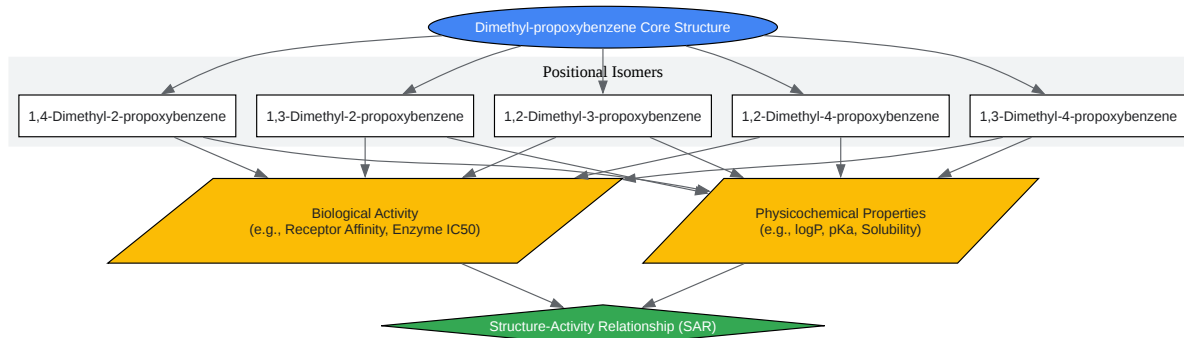 Dimethyl-propoxybenzene Core Structure
Positional Isomers
1,4-Dimethyl-2-propoxybenzene
1,3-Dimethyl-2-propoxybenzene
1,2-Dimethyl-3-propoxybenzene
1,2-Dimethyl-4-propoxybenzene
1,3-Dimethyl-4-propoxybenzene
Biological Activity
(e.g., Receptor Affinity, Enzyme IC50)
Physicochemical Properties
(e.g., logP, pKa, Solubility)
Structure-Activity Relationship (SAR)